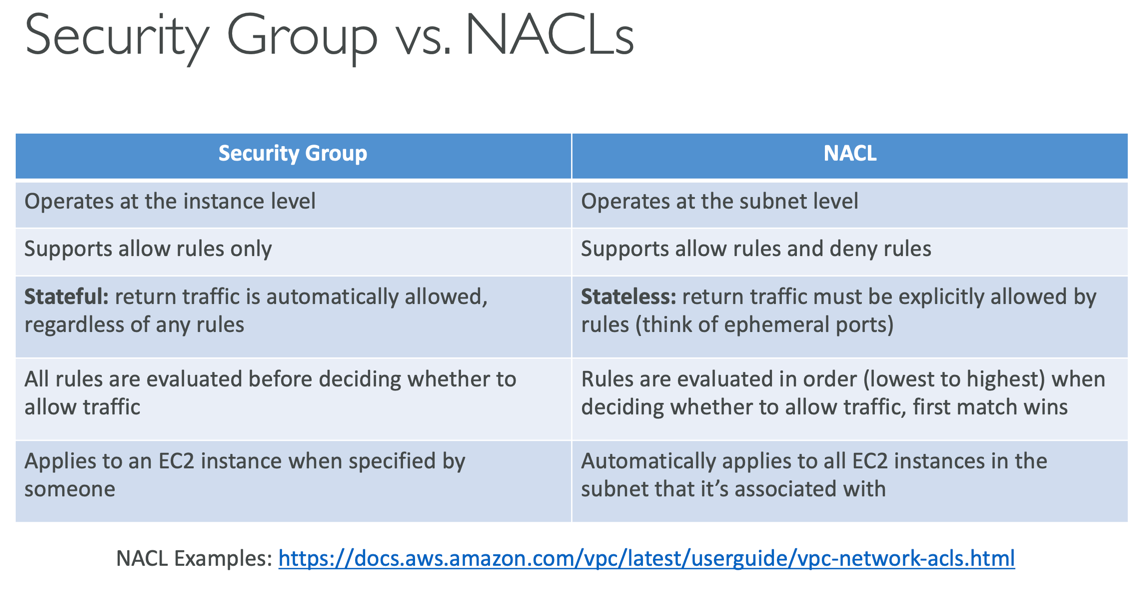 Security Group vs. NACLs
Security Group
NACL
Operates at the instance level
Operates at the subnet level
Supports allow rules only
Supports allow rules and deny rules
Stateful: return traffic is automatically allowed,
regardless of any rules
Stateless: return traffic must be explicitly allowed by
rules (think of ephemeral ports)
All rules are evaluated before deciding whether to
allow traffic
Rules are evaluated in order (lowest to highest) when
deciding whether to allow traffic, first match wins
Applies to an EC2 instance when specified by
someone
Automatically applies to all EC2 instances in the
subnet that it’s associated with
NACL Examples: https://docs.aws.amazon.com/vpc/latest/userguide/vpc-network-acls.html